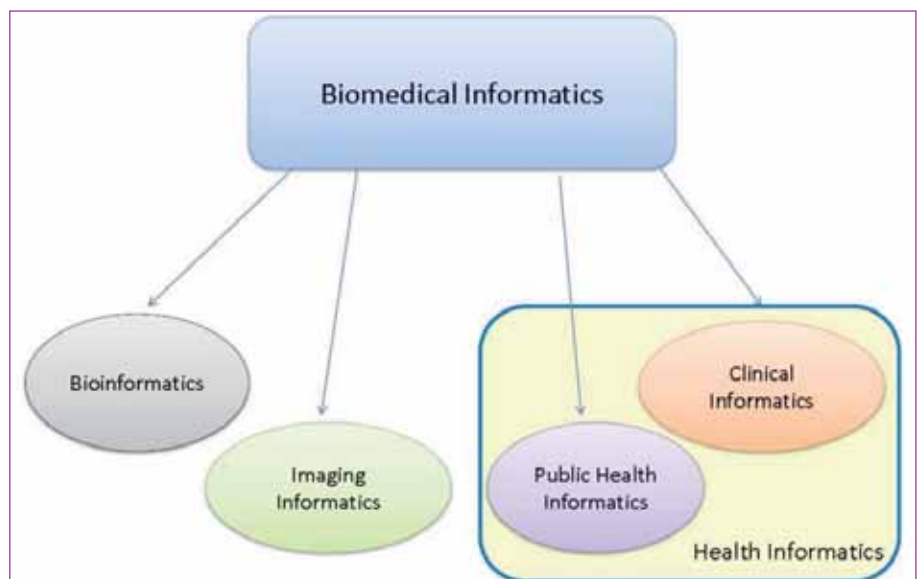 Biomedical Informatics
Bioinformatics
Imaging
Informatics
Public Health
Informatics
Clinical
Informatics
Health Informatics